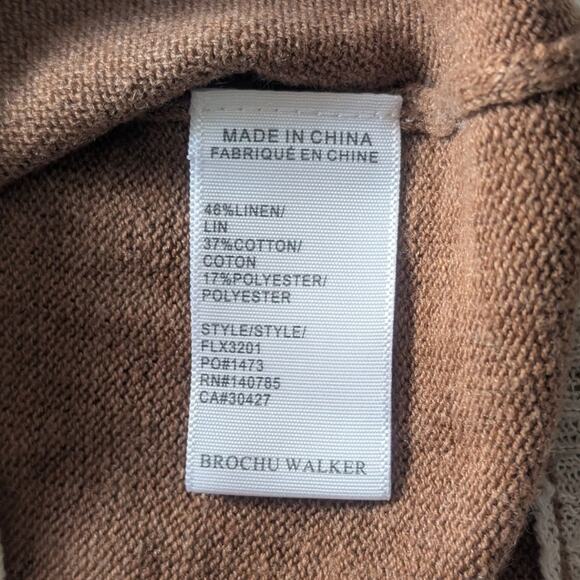 MADE IN CHINA
FABRIQUÉ EN CHINE
46%LINEN/
LIN
37%COTTON/
COTON
17%POLYESTER/
POLYESTER
STYLE/STYLE/
FLX3201
PO#1473
RN#140785
CA#30427
BROCHU WALKER